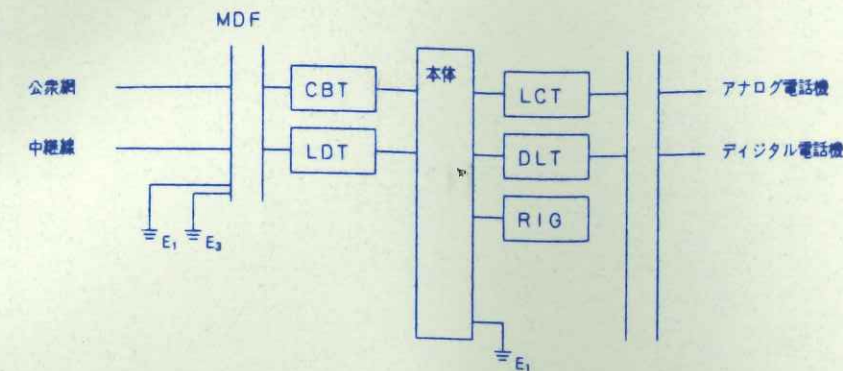 MDF
公衆網
CBT
本体
LCT
アナログ電話機
中継線
LDT
DLT
ディジタル電話機
RIG
E₁
E₃
E₁